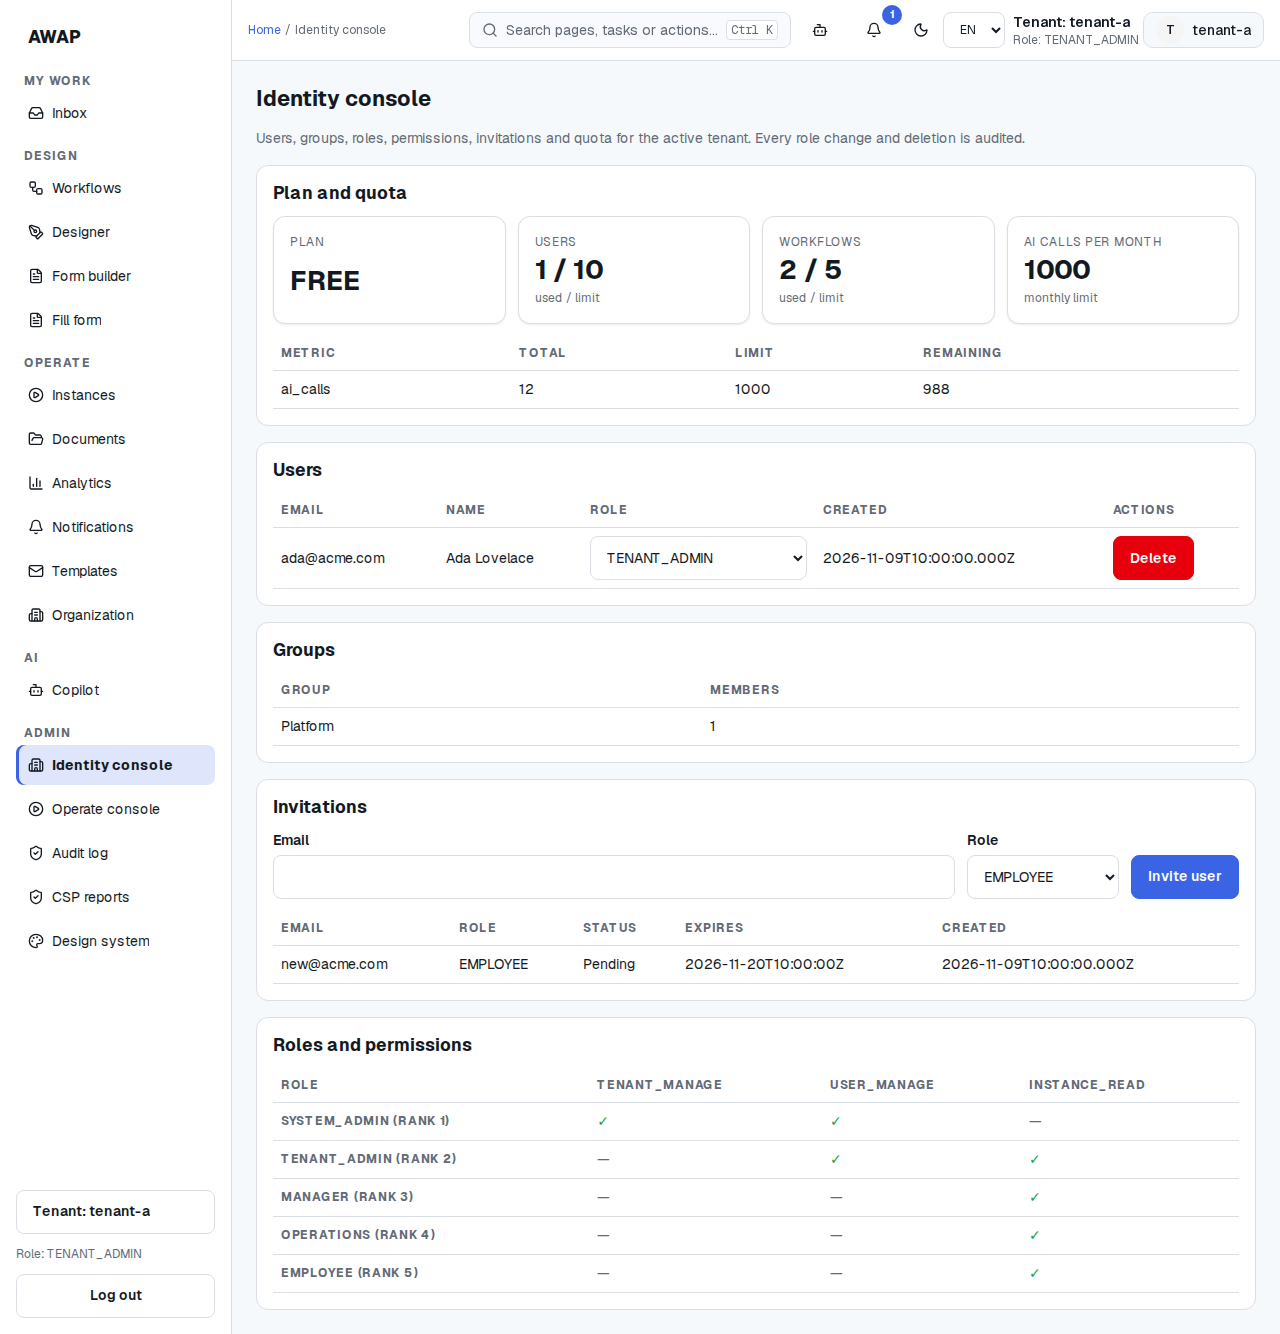 AWAP
MY WORK
Inbox
DESIGN
Workflows
Designer
Form builder
Fill form
OPERATE
Instances
Documents
Analytics
Notifications
Templates
Organization
AI
Copilot
ADMIN
Identity console
Operate console
Audit log
CSP reports
Design system
Tenant: tenant-a
Role: TENANT_ADMIN
Log out
Home / Identity console
Search pages, tasks or actions... Ctrl K
1
EN
Tenant: tenant-a
Role: TENANT_ADMIN
T tenant-a
Identity console
Users, groups, roles, permissions, invitations and quota for the active tenant. Every role change and deletion is audited.
Plan and quota
PLAN
FREE
USERS
1 / 10
used / limit
WORKFLOWS
2 / 5
used / limit
AI CALLS PER MONTH
1000
monthly limit
METRIC TOTAL LIMIT REMAINING
ai_calls 12 1000 988
Users
EMAIL NAME ROLE CREATED ACTIONS
ada@acme.com Ada Lovelace TENANT_ADMIN 2026-11-09T10:00:00.000Z Delete
Groups
GROUP MEMBERS
Platform 1
Invitations
Email Role
EMPLOYEE Invite user
EMAIL ROLE STATUS EXPIRES CREATED
new@acme.com EMPLOYEE Pending 2026-11-20T10:00:00Z 2026-11-09T10:00:00.000Z
Roles and permissions
ROLE TENANT_MANAGE USER_MANAGE INSTANCE_READ
SYSTEM_ADMIN (RANK 1) ✓ ✓ —
TENANT_ADMIN (RANK 2) — ✓ ✓
MANAGER (RANK 3) — — ✓
OPERATIONS (RANK 4) — — ✓
EMPLOYEE (RANK 5) — — ✓